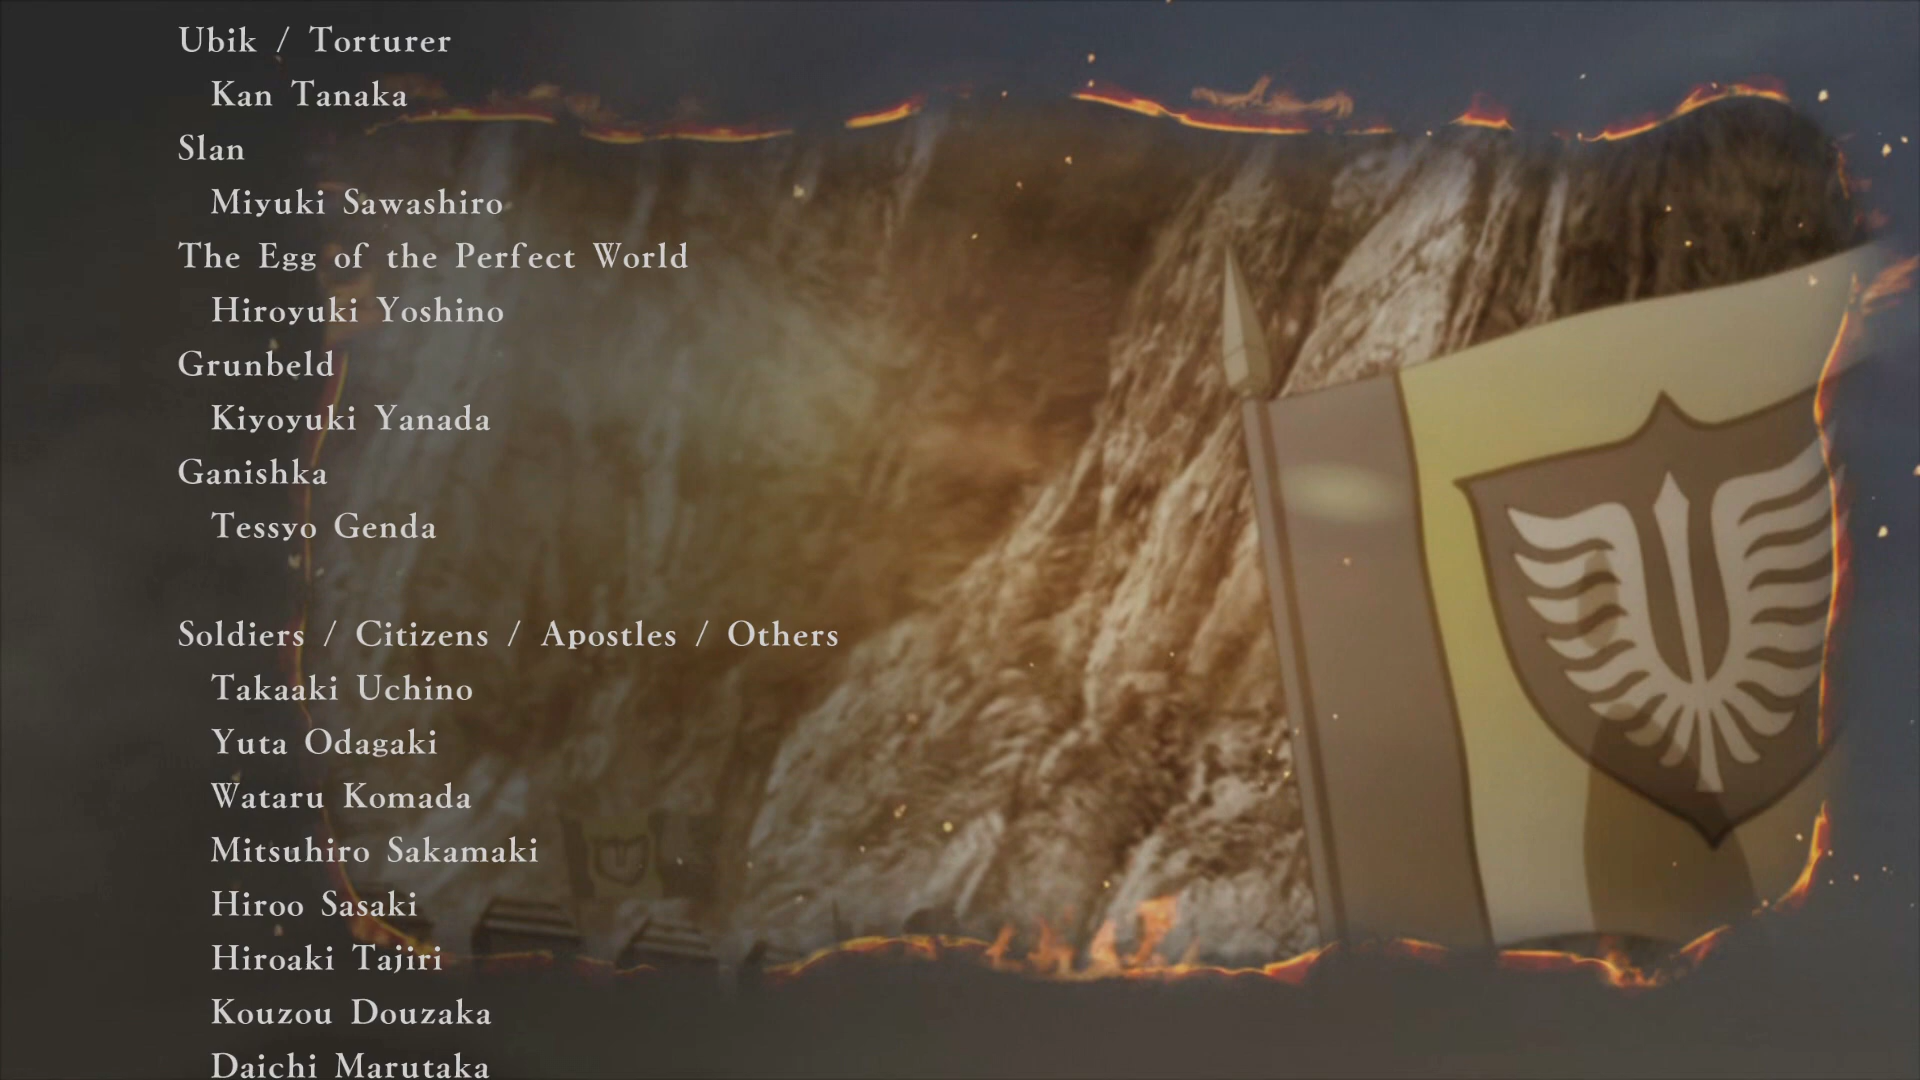 Ubik / Torturer
Kan Tanaka
Slan
Miyuki Sawashiro
The Egg of the Perfect World
Hiroyuki Yoshino
Grunbeld
Kiyoyuki Yanada
Ganishka
Tessyo Genda
Soldiers / Citizens / Apostles / Others
Takaaki Uchino
Yuta Odagaki
Wataru Komada
Mitsuhiro Sakamaki
Hiroo Sasaki
Hiroaki Tajiri
Kouzou Douzaka
Daichi Marutaka